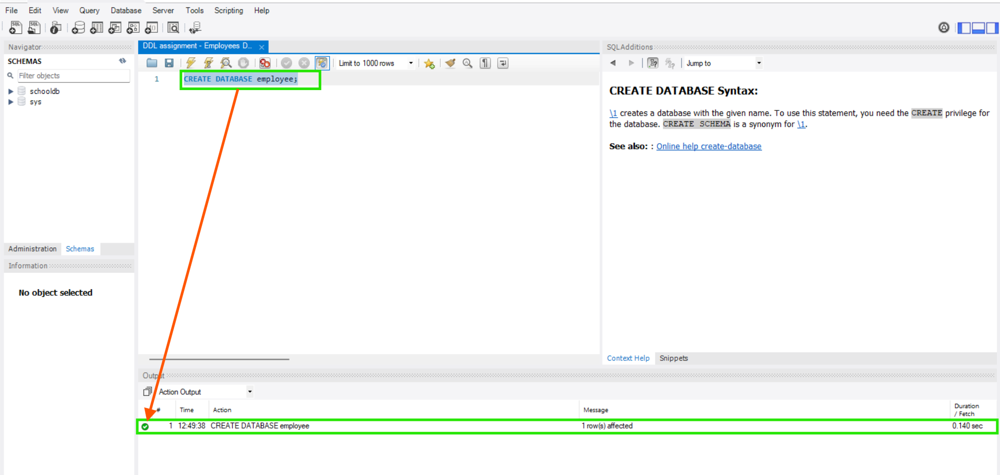 File Edit View Query Database Server Tools Scripting Help
Navigator
SCHEMAS
Filter objects
schooldb
sys
Administration Schemas
Information
No object selected
DDL assignment - Employees D...
Limit to 1000 rows
1 CREATE DATABASE employee;
SQLAdditions
Jump to
CREATE DATABASE Syntax:
\1 creates a database with the given name. To use this statement, you need the CREATE privilege for
the database. CREATE SCHEMA is a synonym for \1.
See also: : Online help create-database
Context Help Snippets
Output
Action Output
# Time Action Message Duration
/ Fetch
1 12:49:38 CREATE DATABASE employee 1 row(s) affected 0.140 sec